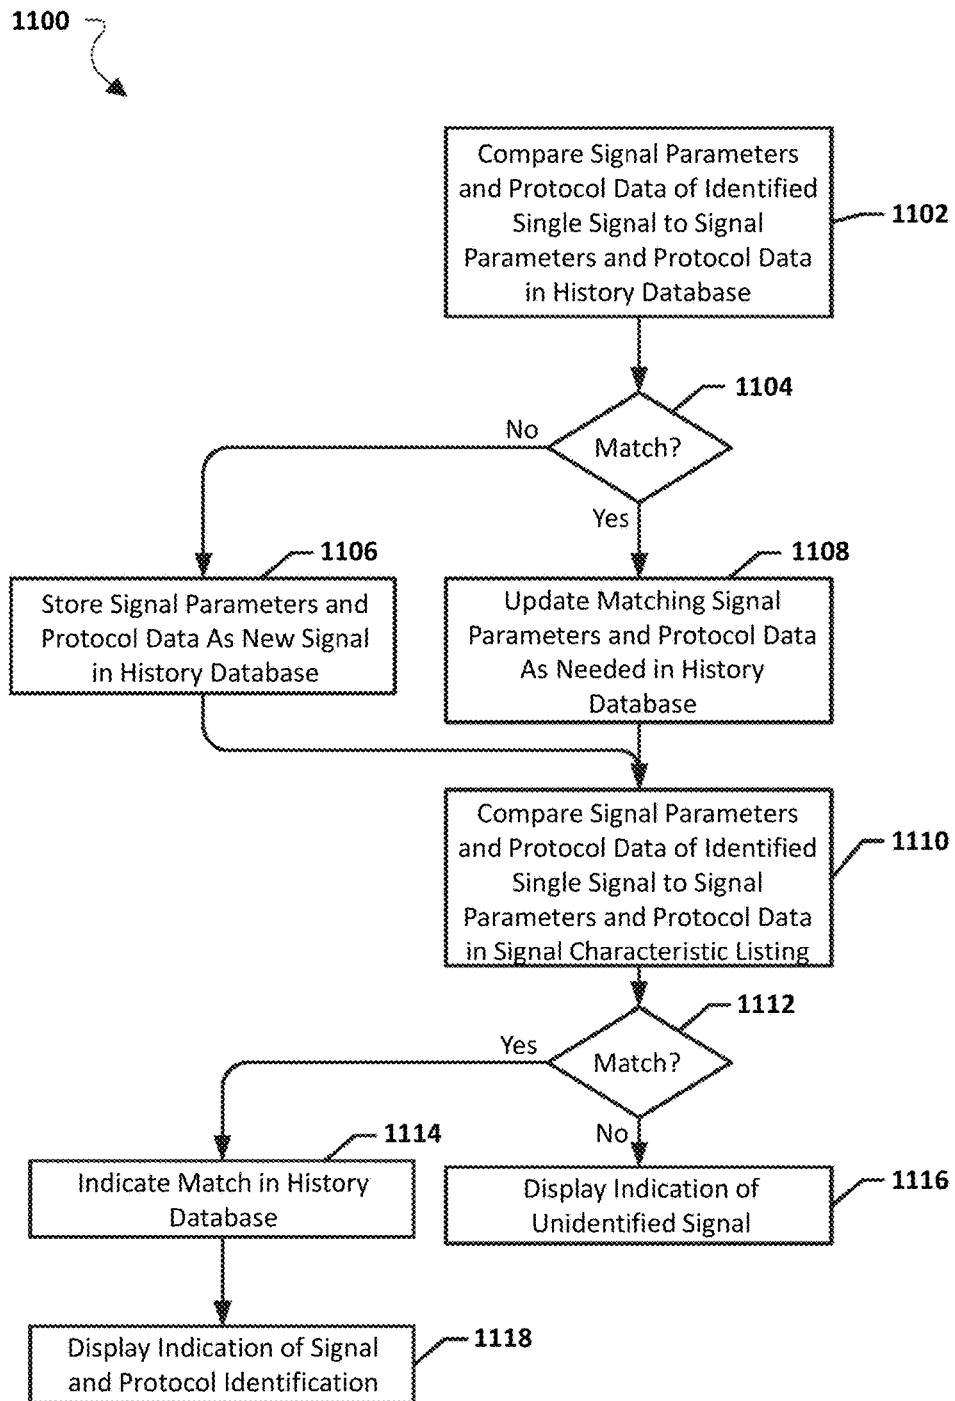 1100
Compare Signal Parameters
and Protocol Data of Identified
Single Signal to Signal
Parameters and Protocol Data
in History Database
1102
1104
No
Match?
Yes
1106
1108
Store Signal Parameters and
Protocol Data As New Signal
in History Database
Update Matching Signal
Parameters and Protocol Data
As Needed in History
Database
Compare Signal Parameters
and Protocol Data of Identified
Single Signal to Signal
Parameters and Protocol Data
in Signal Characteristic Listing
1110
1112
Yes
Match?
No
1114
Indicate Match in History
Database
Display Indication of
Unidentified Signal
1116
Display Indication of Signal
and Protocol Identification
1118